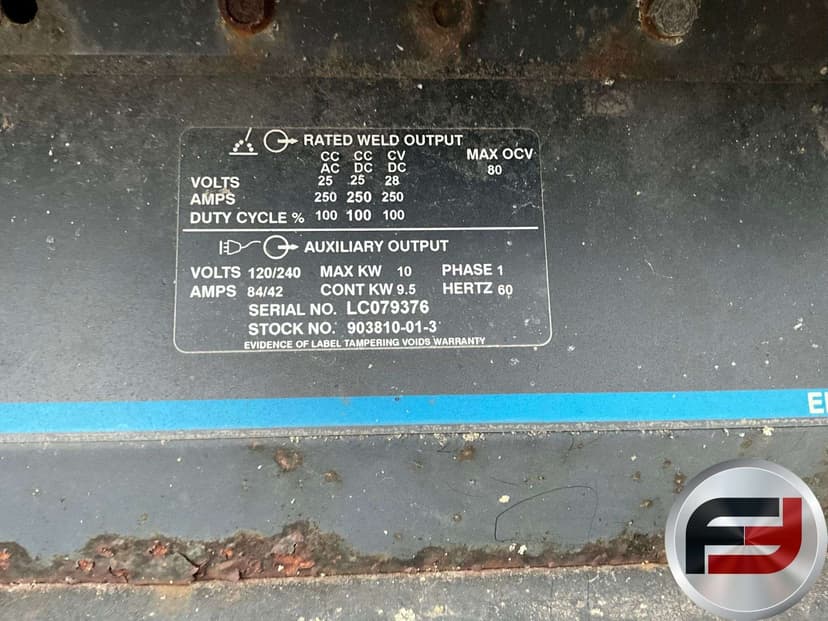 RATED WELD OUTPUT
CC CC CV MAX OCV
AC DC DC 80
VOLTS 25 25 28
AMPS 250 250 250
DUTY CYCLE % 100 100 100
AUXILIARY OUTPUT
VOLTS 120/240 MAX KW 10 PHASE 1
AMPS 84/42 CONT KW 9.5 HERTZ 60
SERIAL NO. LC079376
STOCK NO. 903810-01-3
EVIDENCE OF LABEL TAMPERING VOIDS WARRANTY